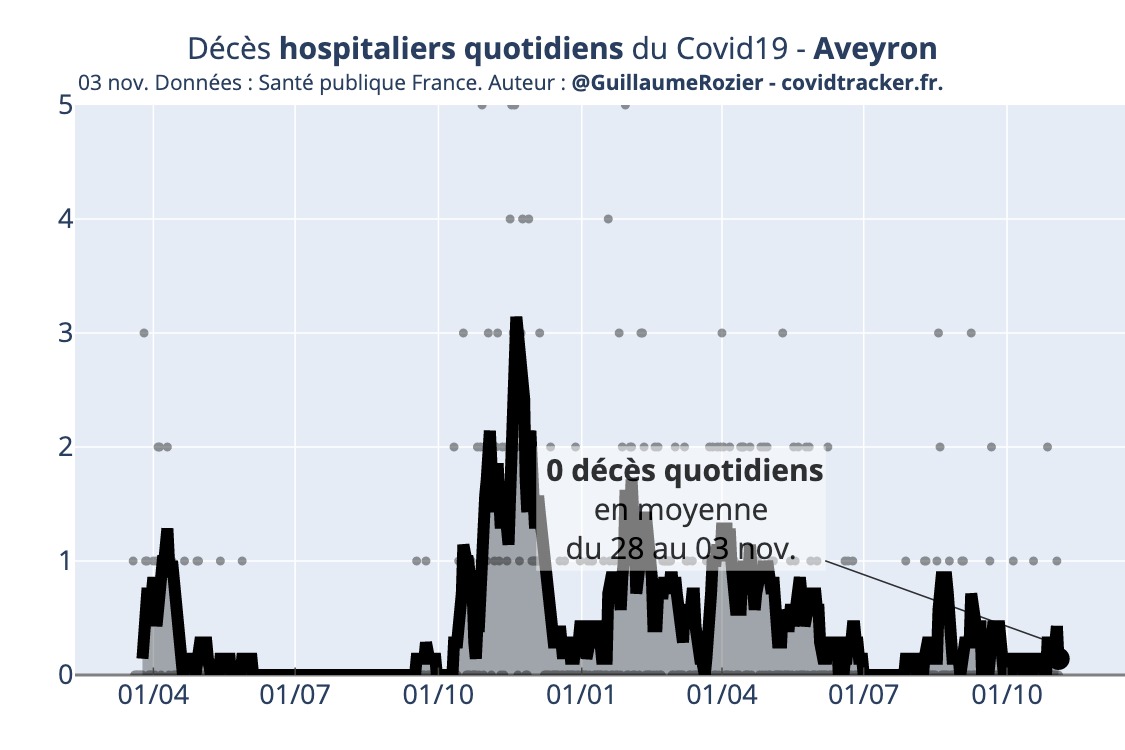 Décès hospitaliers quotidiens du Covid19 - Aveyron
03 nov. Données : Santé publique France. Auteur : @GuillaumeRozier - covidtracker.fr.
5
4
3
2
0 décès quotidiens
en moyenne
du 28 au 03 nov.
1
0
01/04 01/07 01/10 01/01 01/04 01/07 01/10